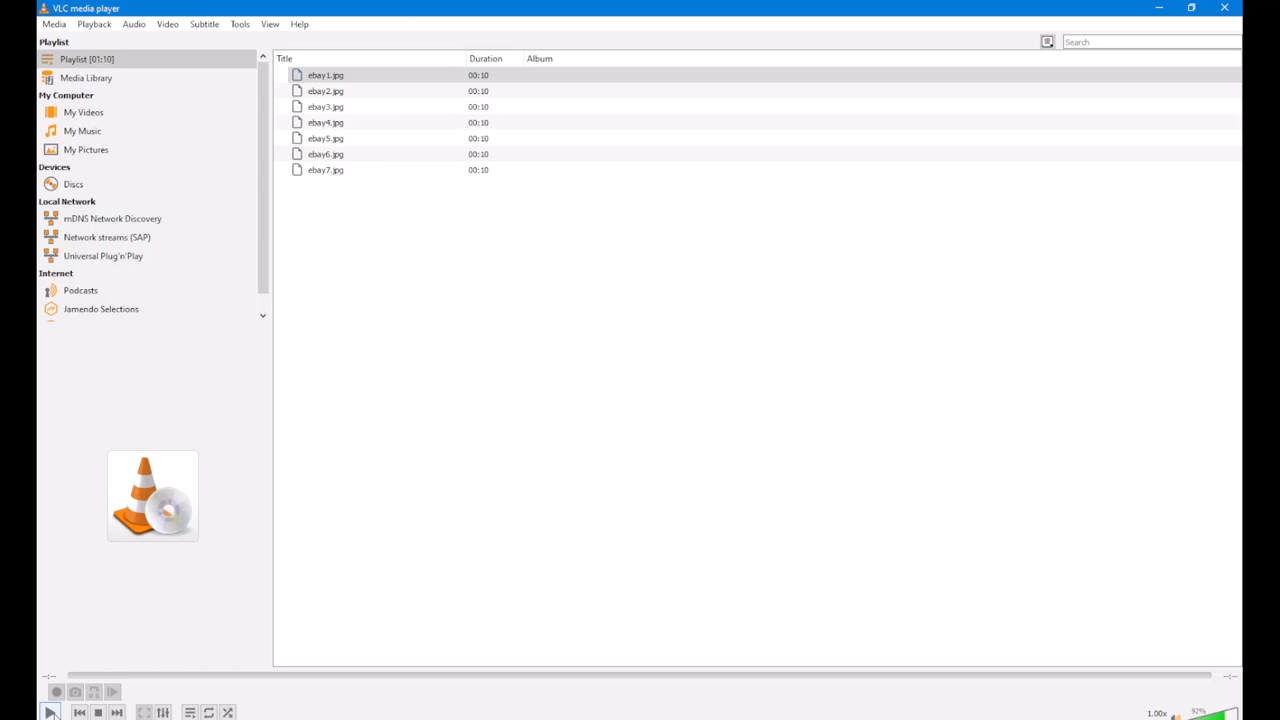 VLC media player
Media Playback Audio Video Subtitle Tools View Help
Playlist
Search
Playlist [01:10]
Media Library
My Computer
My Videos
My Music
My Pictures
Devices
Discs
Local Network
mDNS Network Discovery
Network streams (SAP)
Universal Plug'n'Play
Internet
Podcasts
Jamendo Selections
Title Duration Album
ebay1.jpg 00:10
ebay2.jpg 00:10
ebay3.jpg 00:10
ebay4.jpg 00:10
ebay5.jpg 00:10
ebay6.jpg 00:10
ebay7.jpg 00:10
--:-- --:--
1.00x 92%